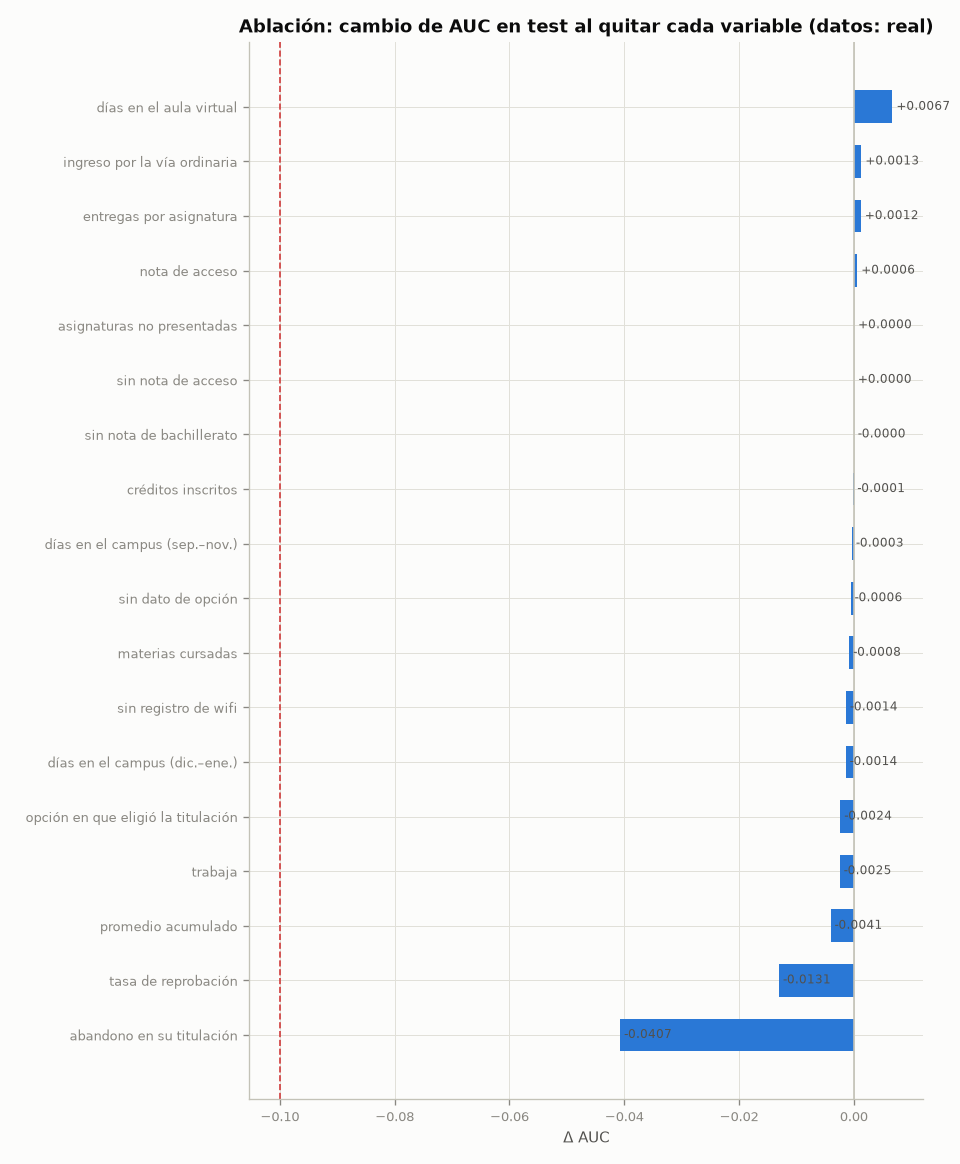 Ablación: cambio de AUC en test al quitar cada variable (datos: real)
días en el aula virtual +0.0067
ingreso por la vía ordinaria +0.0013
entregas por asignatura +0.0012
nota de acceso +0.0006
asignaturas no presentadas +0.0000
sin nota de acceso +0.0000
sin nota de bachillerato -0.0000
créditos inscritos -0.0001
días en el campus (sep.–nov.) -0.0003
sin dato de opción -0.0006
materias cursadas -0.0008
sin registro de wifi -0.0014
días en el campus (dic.–ene.) -0.0014
opción en que eligió la titulación -0.0024
trabaja -0.0025
promedio acumulado -0.0041
tasa de reprobación -0.0131
abandono en su titulación -0.0407
−0.10 −0.08 −0.06 −0.04 −0.02 0.00
Δ AUC